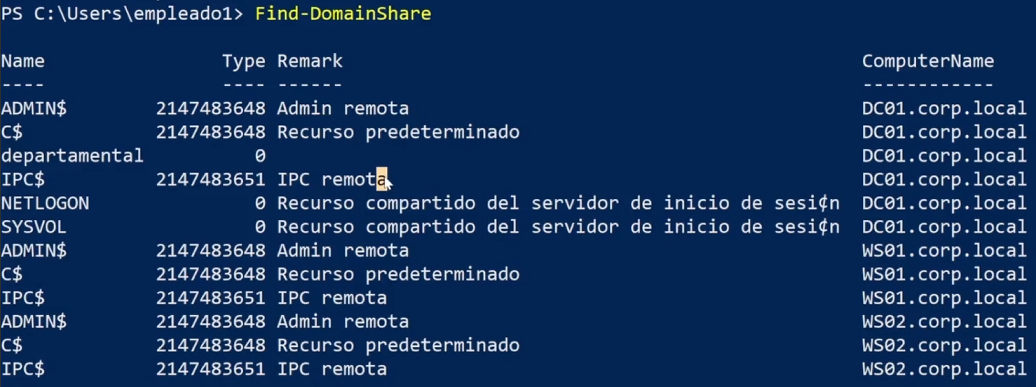 PS C:\Users\empleado1> Find-DomainShare
Name Type Remark ComputerName
---- ---- ------ ------------
ADMIN$ 2147483648 Admin remota DC01.corp.local
C$ 2147483648 Recurso predeterminado DC01.corp.local
departamental 0 DC01.corp.local
IPC$ 2147483651 IPC remota DC01.corp.local
NETLOGON 0 Recurso compartido del servidor de inicio de sesi¢n DC01.corp.local
SYSVOL 0 Recurso compartido del servidor de inicio de sesi¢n DC01.corp.local
ADMIN$ 2147483648 Admin remota WS01.corp.local
C$ 2147483648 Recurso predeterminado WS01.corp.local
IPC$ 2147483651 IPC remota WS01.corp.local
ADMIN$ 2147483648 Admin remota WS02.corp.local
C$ 2147483648 Recurso predeterminado WS02.corp.local
IPC$ 2147483651 IPC remota WS02.corp.local